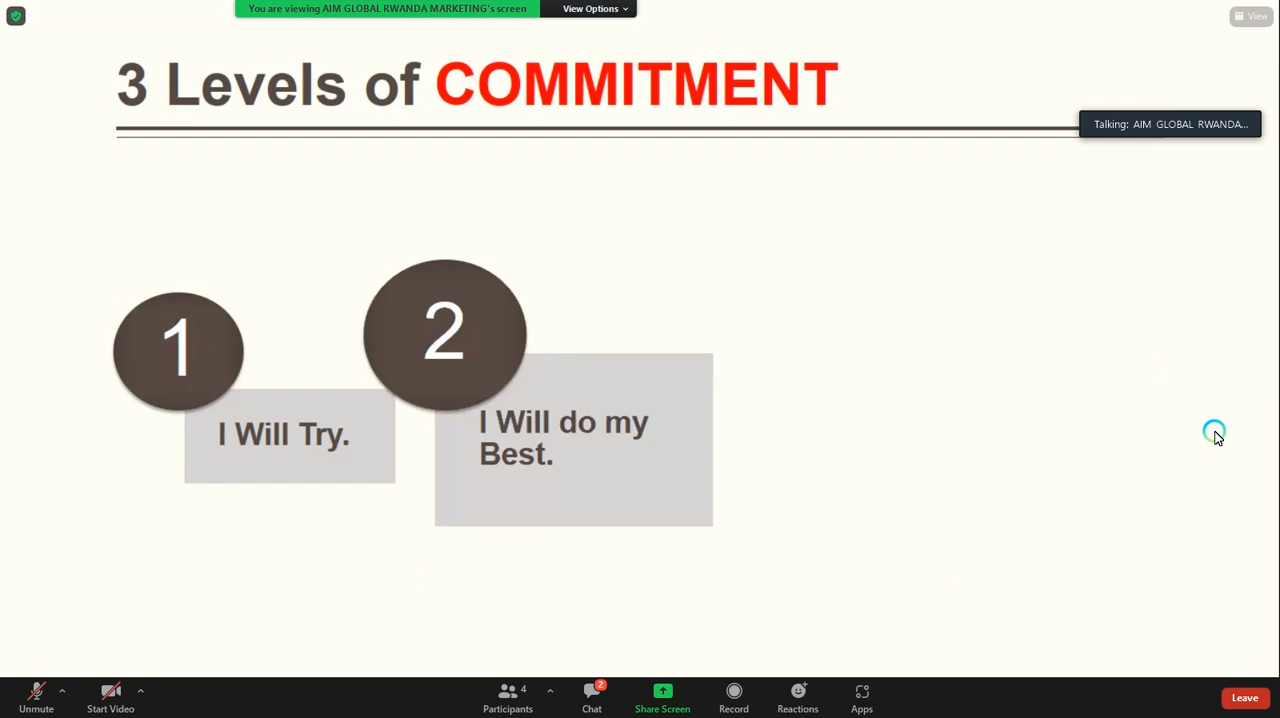 You are viewing AIM GLOBAL RWANDA MARKETING's screen
View Options
View
3 Levels of COMMITMENT
Talking: AIM GLOBAL RWANDA...
1
2
I Will Try.
I Will do my
Best.
Unmute
Start Video
4
Participants
2
Chat
Share Screen
Record
Reactions
Apps
Leave